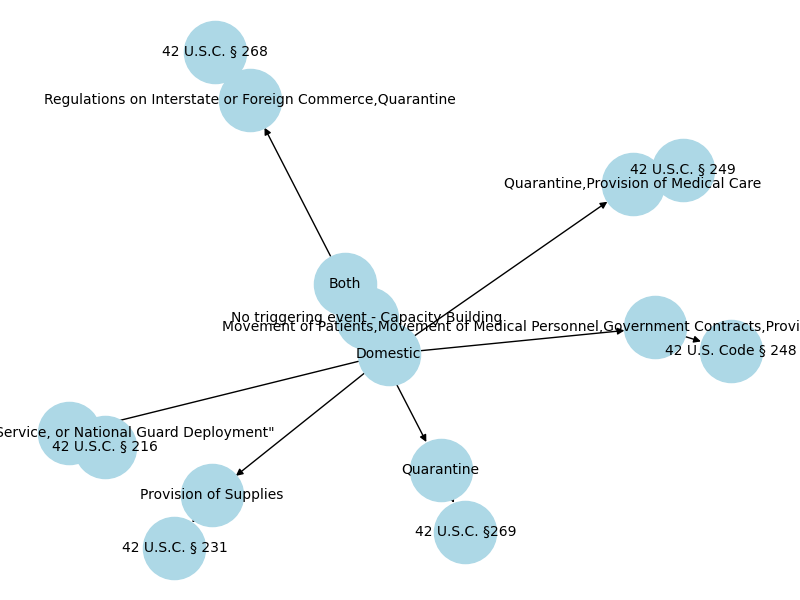 42 U.S.C. § 268
Regulations on Interstate or Foreign Commerce,Quarantine
42 U.S.C. § 249
Quarantine,Provision of Medical Care
Both
No triggering event - Capacity Building
Movement of Patients,Movement of Medical Personnel,Government Contracts,Provi
42 U.S. Code § 248
Domestic
Service, or National Guard Deployment"
42 U.S.C. § 216
Quarantine
Provision of Supplies
42 U.S.C. §269
42 U.S.C. § 231